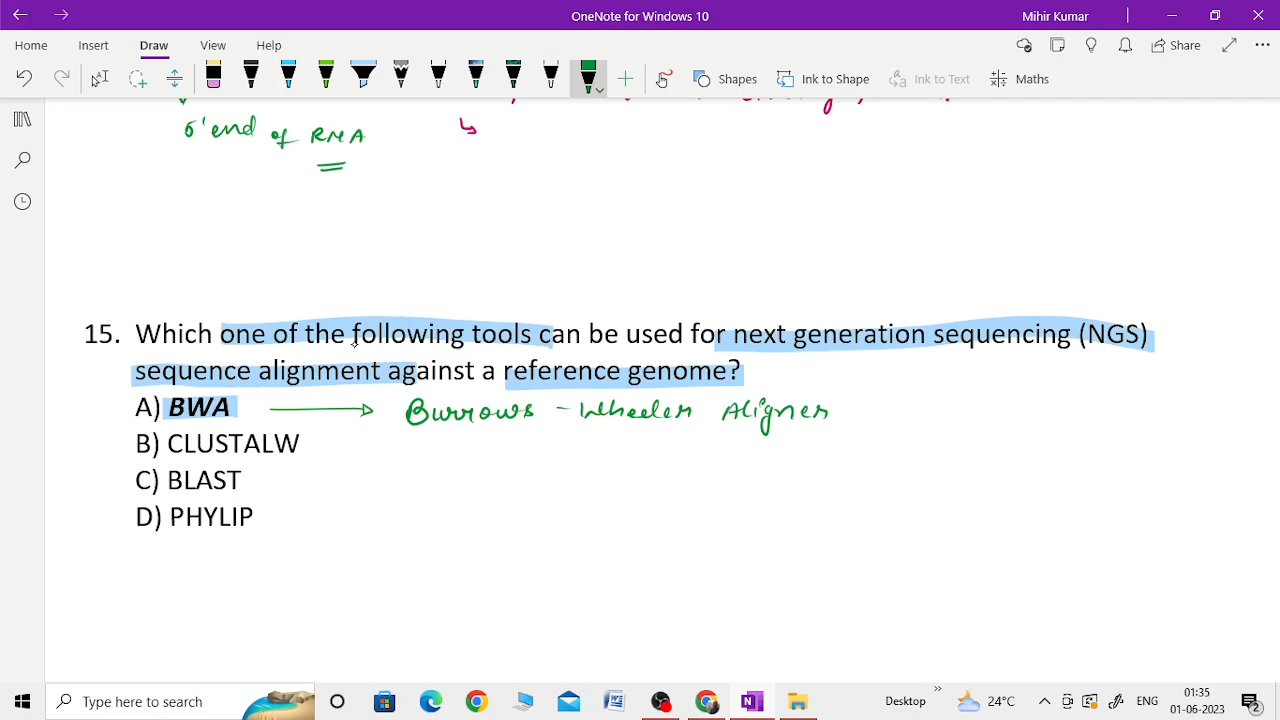 OneNote for Windows 10
Mihir Kumar
Home Insert Draw View Help
Share
Shapes Ink to Shape Ink to Text Maths
5' end of RNA
15. Which one of the following tools can be used for next generation sequencing (NGS)
sequence alignment against a reference genome?
A) BWA Burrows - Wheeler Aligner
B) CLUSTALW
C) BLAST
D) PHYLIP
Type here to search
Desktop
24°C
ENG
01:35
01-06-2023
2